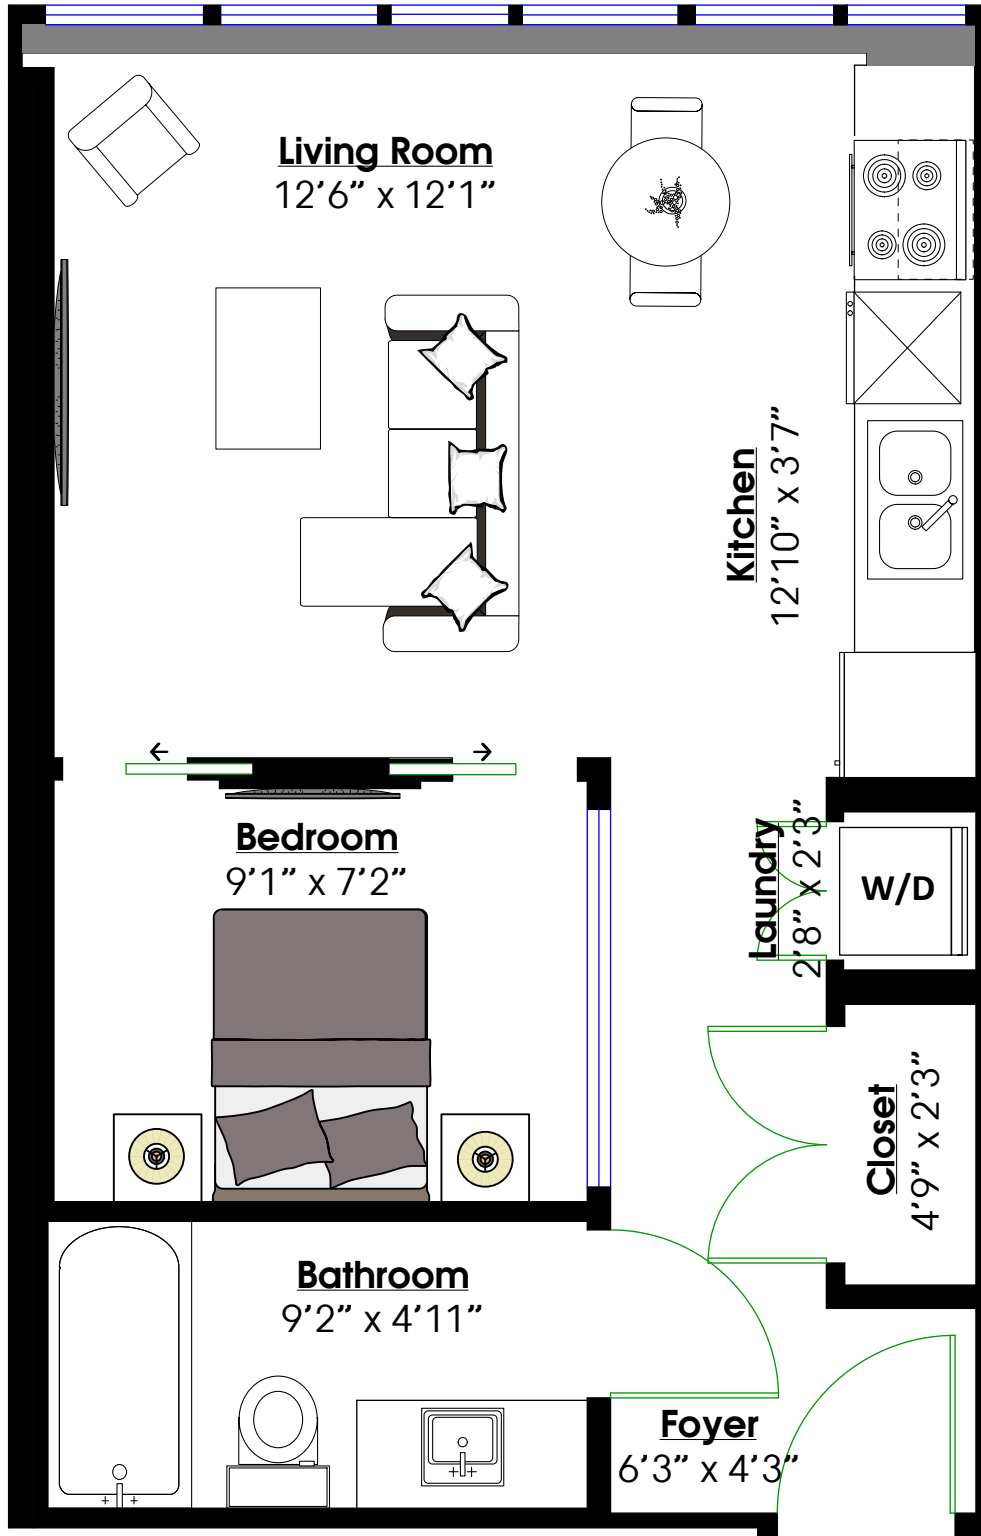 Living Room
12’6” x 12’1”
Kitchen
12’10” x 3’7”
Bedroom
9’1” x 7’2”
Laundry
2’8” x 2’3”
W/D
Closet
4’9” x 2’3”
Bathroom
9’2” x 4’11”
Foyer
6’3” x 4’3”